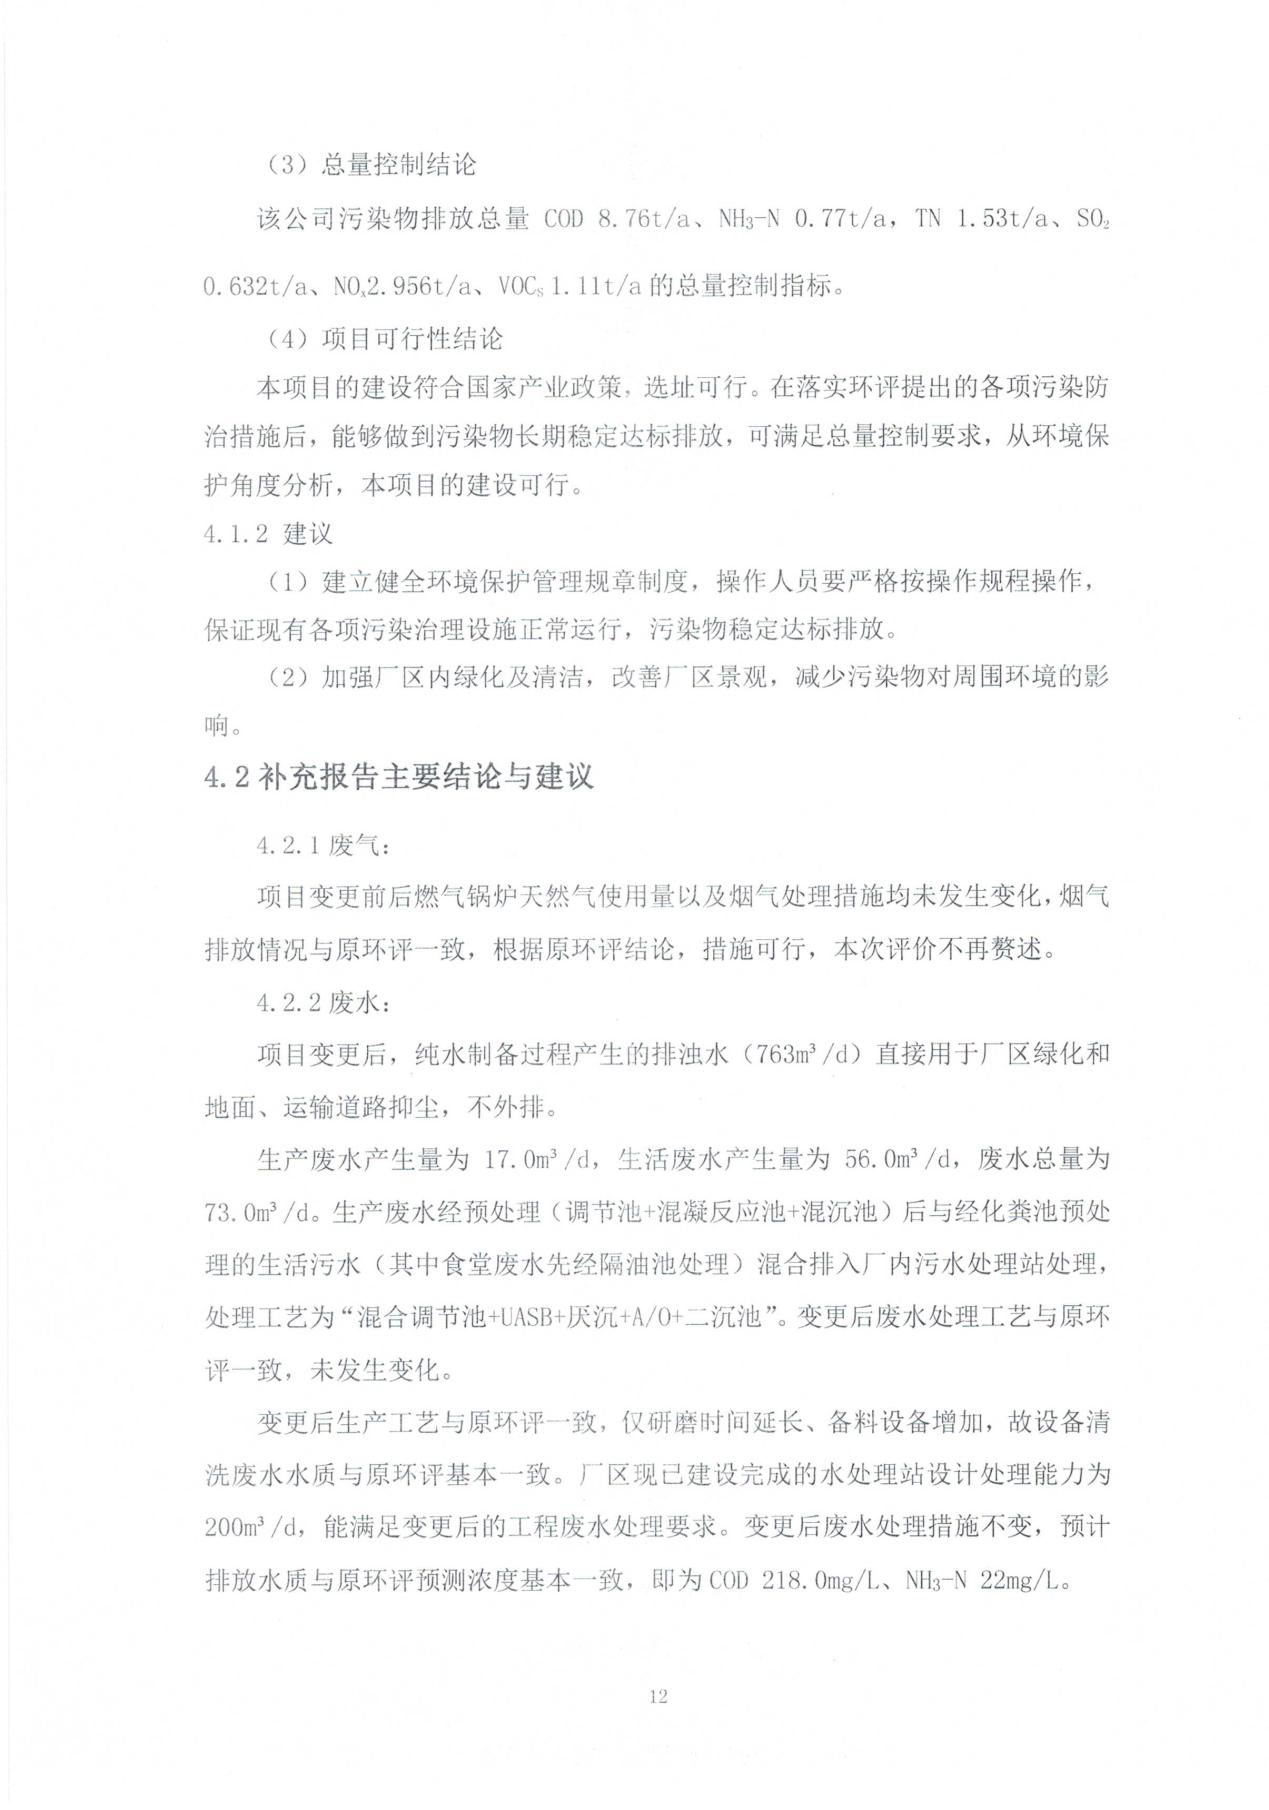 （3）总量控制结论
该公司污染物排放总量 COD 8.76t/a、NH₃-N 0.77t/a，TN 1.53t/a、SO₂
0.632t/a、NOₓ2.956t/a、VOCₛ 1.11t/a 的总量控制指标。
（4）项目可行性结论
本项目的建设符合国家产业政策，选址可行。在落实环评提出的各项污染防
治措施后，能够做到污染物长期稳定达标排放，可满足总量控制要求，从环境保
护角度分析，本项目的建设可行。
4.1.2 建议
（1）建立健全环境保护管理规章制度，操作人员要严格按操作规程操作，
保证现有各项污染治理设施正常运行，污染物稳定达标排放。
（2）加强厂区内绿化及清洁，改善厂区景观，减少污染物对周围环境的影
响。
4.2 补充报告主要结论与建议
4.2.1 废气：
项目变更前后燃气锅炉天然气使用量以及烟气处理措施均未发生变化，烟气
排放情况与原环评一致，根据原环评结论，措施可行，本次评价不再赘述。
4.2.2 废水：
项目变更后，纯水制备过程产生的排浊水（763m³/d）直接用于厂区绿化和
地面、运输道路抑尘，不外排。
生产废水产生量为 17.0m³/d，生活废水产生量为 56.0m³/d，废水总量为
73.0m³/d。生产废水经预处理（调节池+混凝反应池+混沉池）后与经化粪池预处
理的生活污水（其中食堂废水先经隔油池处理）混合排入厂内污水处理站处理，
处理工艺为“混合调节池+UASB+厌沉+A/O+二沉池”。变更后废水处理工艺与原环
评一致，未发生变化。
变更后生产工艺与原环评一致，仅研磨时间延长、备料设备增加，故设备清
洗废水水质与原环评基本一致。厂区现已建设完成的水处理站设计处理能力为
200m³/d，能满足变更后的工程废水处理要求。变更后废水处理措施不变，预计
排放水质与原环评预测浓度基本一致，即为 COD 218.0mg/L、NH₃-N 22mg/L。
12